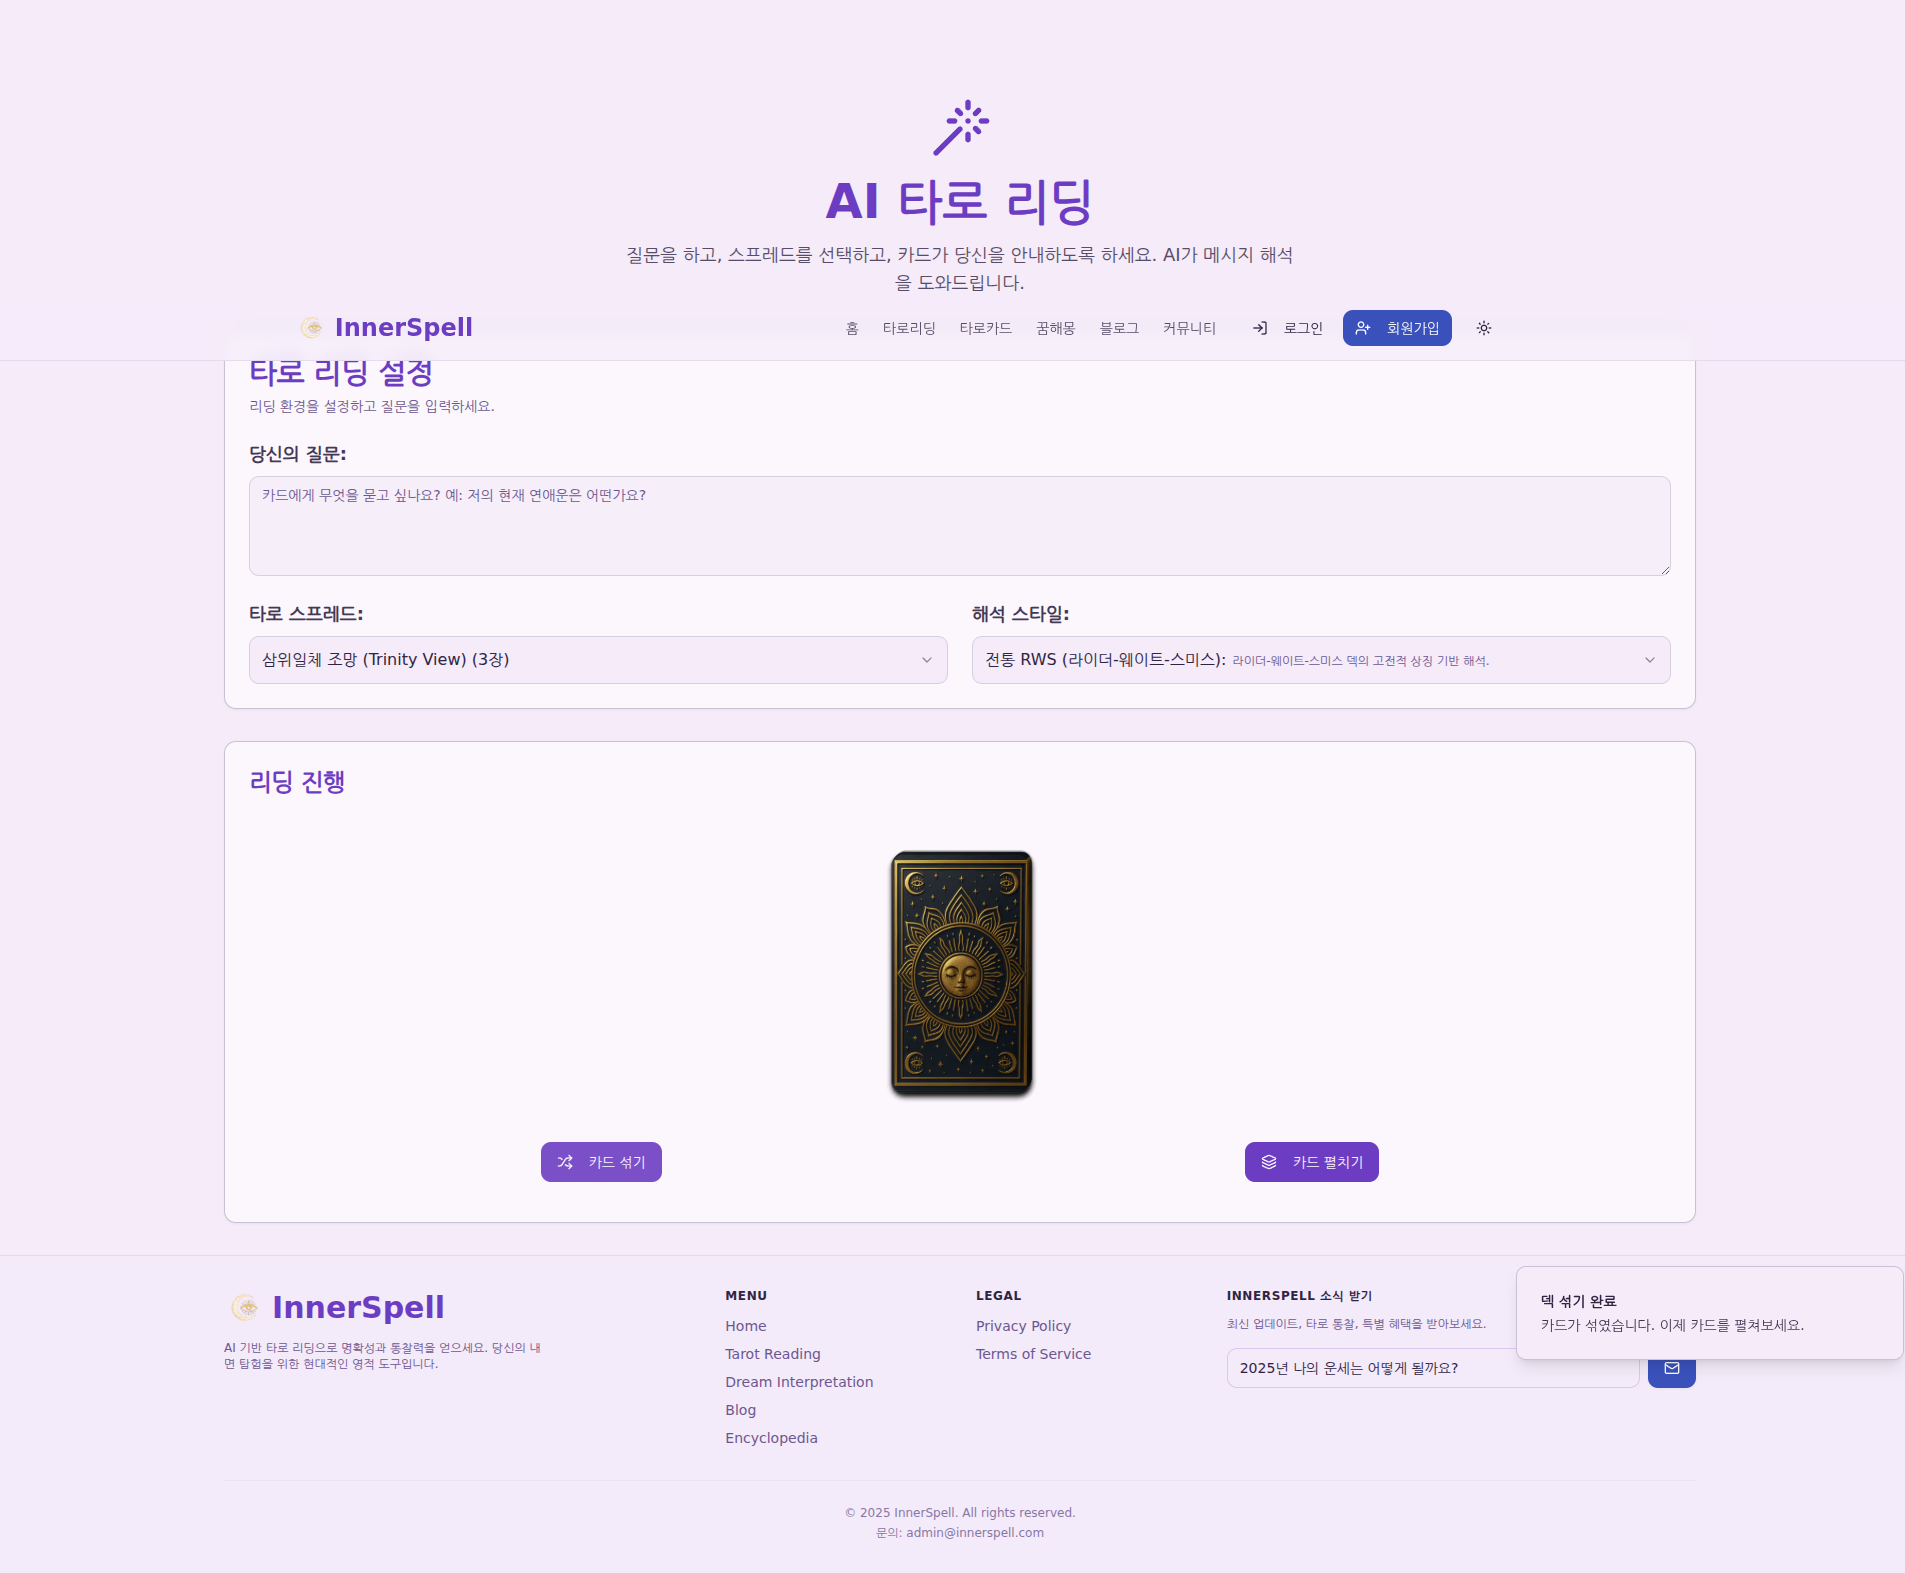 AI 타로 리딩
질문을 하고, 스프레드를 선택하고, 카드가 당신을 안내하도록 하세요. AI가 메시지 해석
을 도와드립니다.
InnerSpell
홈 타로리딩 타로카드 꿈해몽 블로그 커뮤니티 로그인 회원가입
타로 리딩 설정
리딩 환경을 설정하고 질문을 입력하세요.
당신의 질문:
카드에게 무엇을 묻고 싶나요? 예: 저의 현재 연애운은 어떤가요?
타로 스프레드:
삼위일체 조망 (Trinity View) (3장)
해석 스타일:
전통 RWS (라이더-웨이트-스미스): 라이더-웨이트-스미스 덱의 고전적 상징 기반 해석.
리딩 진행
카드 섞기
카드 펼치기
InnerSpell
AI 기반 타로 리딩으로 명확성과 통찰력을 얻으세요. 당신의 내
면 탐험을 위한 현대적인 영적 도구입니다.
MENU
Home
Tarot Reading
Dream Interpretation
Blog
Encyclopedia
LEGAL
Privacy Policy
Terms of Service
INNERSPELL 소식 받기
최신 업데이트, 타로 통찰, 특별 혜택을 받아보세요.
2025년 나의 운세는 어떻게 될까요?
덱 섞기 완료
카드가 섞였습니다. 이제 카드를 펼쳐보세요.
© 2025 InnerSpell. All rights reserved.
문의: admin@innerspell.com